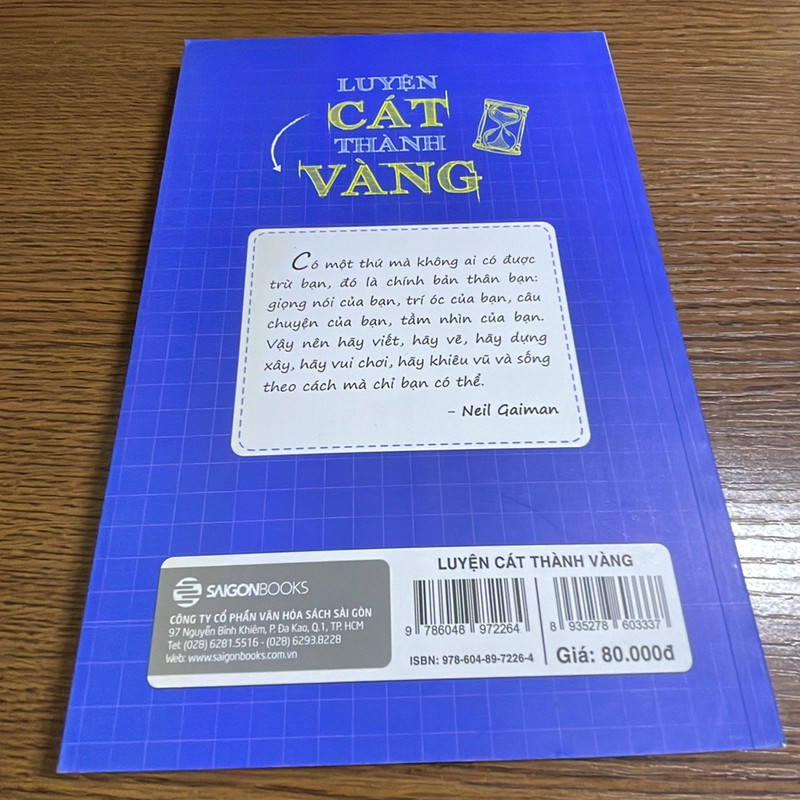 LUYỆN
CÁT
THÀNH
VÀNG
Có một thứ mà không ai có được
trừ bạn, đó là chính bản thân bạn:
giọng nói của bạn, trí óc của bạn, câu
chuyện của bạn, tầm nhìn của bạn.
Vậy nên hãy viết, hãy vẽ, hãy dựng
xây, hãy vui chơi, hãy khiêu vũ và sống
theo cách mà chỉ bạn có thể.
- Neil Gaiman
SAIGONBOOKS
CÔNG TY CỔ PHẦN VĂN HÓA SÁCH SÀI GÒN
97 Nguyễn Bỉnh Khiêm, P. Đa Kao, Q.1, TP. HCM
Tel: (028) 6281.5516 - (028) 6293.8228
Web: www.saigonbooks.com.vn
LUYỆN CÁT THÀNH VÀNG
9 786048 972264
8 935278 603337
ISBN: 978-604-89-7226-4
Giá: 80.000đ